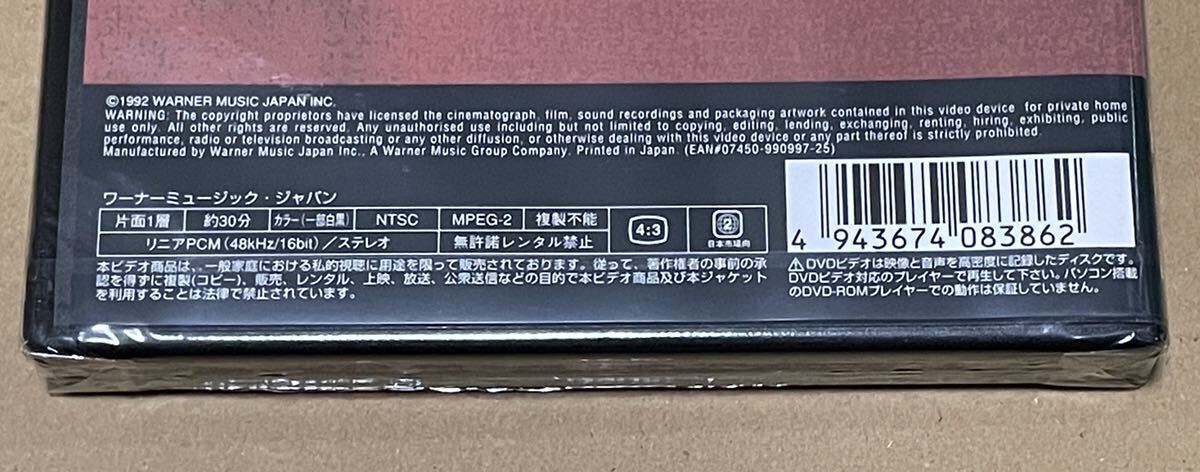 ©1992 WARNER MUSIC JAPAN INC.
WARNING: The copyright proprietors have licensed the cinematograph, film, sound recordings and packaging artwork contained in this video device for private home
use only. All other rights are reserved. Any unauthorised use including but not limited to copying, editing, lending, exchanging, renting, hiring, exhibiting, public
performance, radio or television broadcasting or any other diffusion, or otherwise dealing with this video device or any part thereof is strictly prohibited.
Manufactured by Warner Music Japan Inc., A Warner Music Group Company. Printed in Japan. (EAN#07450-990997-25)
ワーナーミュージック・ジャパン
片面1層 約30分 カラー(一部白黒) NTSC MPEG-2 複製不能
リニアPCM(48kHz/16bit)/ステレオ 無許諾レンタル禁止
4:3
2
日本市場向
本ビデオ商品は、一般家庭における私的視聴に用途を限って販売されております。従って、著作権者の事前の承
認を得ずに複製(コピー)、販売、レンタル、上映、放送、公衆送信などの目的で本ビデオ商品及び本ジャケット
を利用することは法律で禁止されています。
4 943674 083862
⚠DVDビデオは映像と音声を高密度に記録したディスクです。
DVDビデオ対応のプレイヤーで再生して下さい。パソコン搭載
のDVD-ROMプレイヤーでの動作は保証していません。